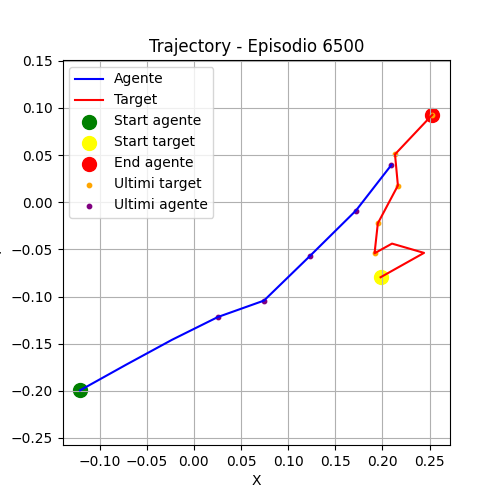 Trajectory - Episodio 6500
0.15
0.10
0.05
0.00
−0.05
−0.10
−0.15
−0.20
−0.25
Agente
Target
Start agente
Start target
End agente
Ultimi target
Ultimi agente
−0.10
−0.05
0.00
0.05
0.10
0.15
0.20
0.25
X